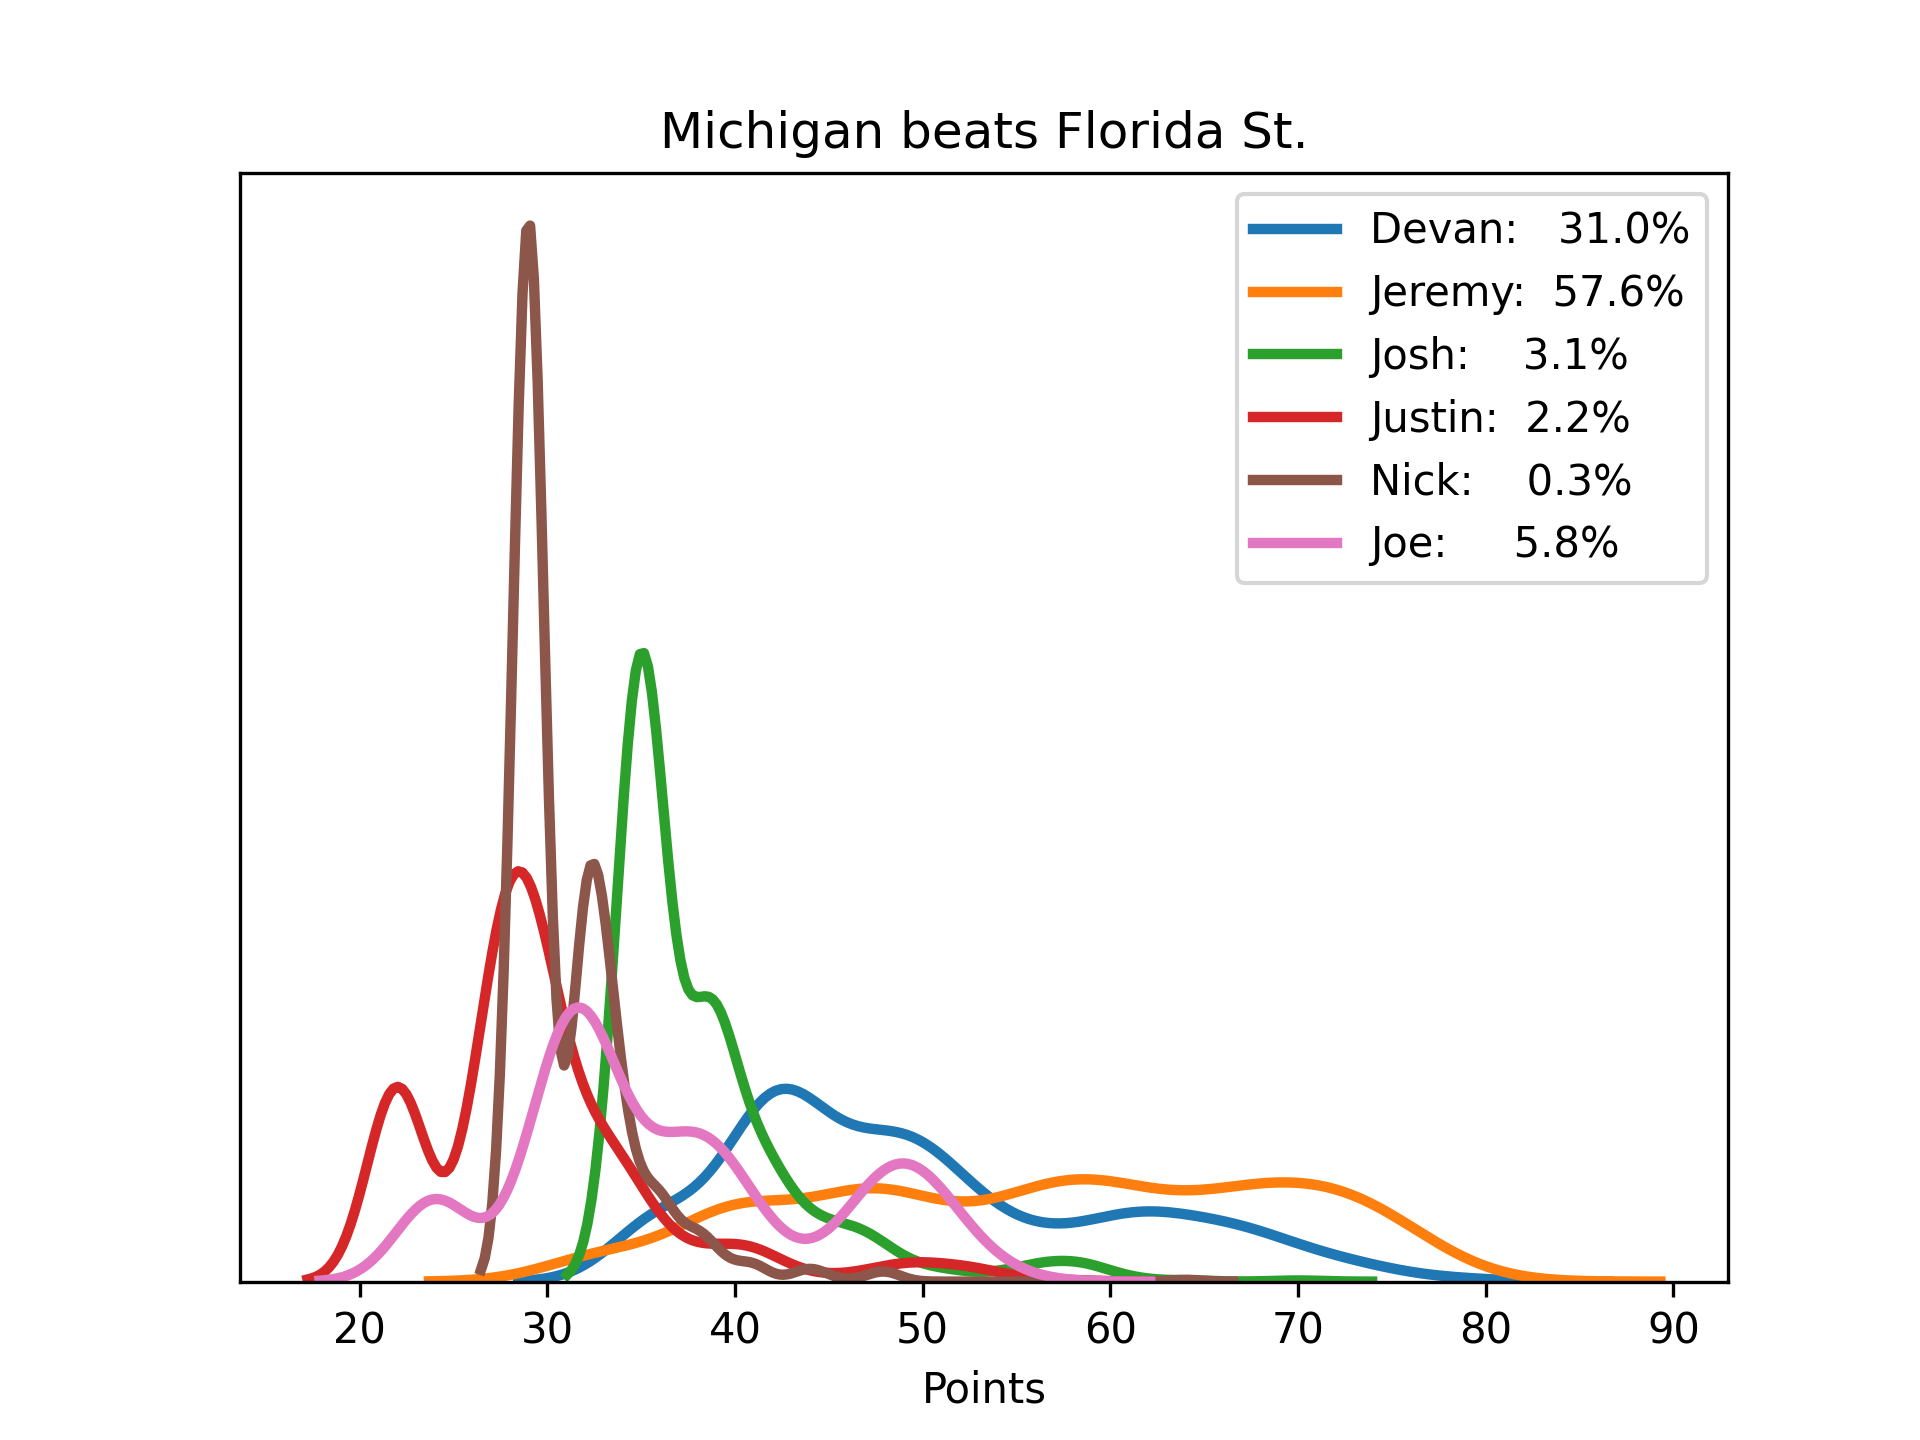 Michigan beats Florida St.
Devan: 31.0%
Jeremy: 57.6%
Josh: 3.1%
Justin: 2.2%
Nick: 0.3%
Joe: 5.8%
20 30 40 50 60 70 80 90
Points